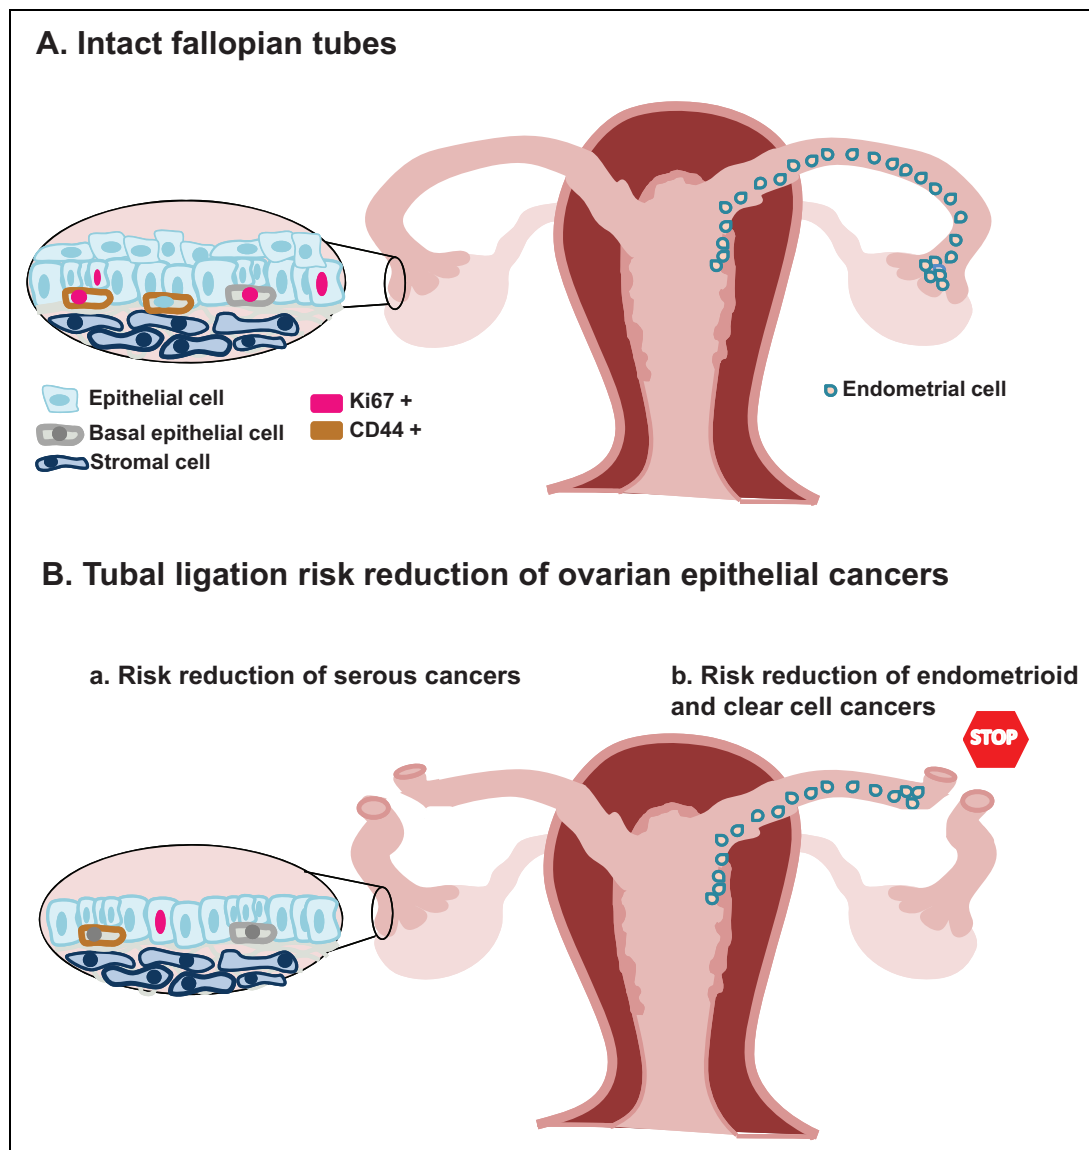 A. Intact fallopian tubes
Epithelial cell
Basal epithelial cell
Stromal cell
Ki67 +
CD44 +
Endometrial cell
B. Tubal ligation risk reduction of ovarian epithelial cancers
a. Risk reduction of serous cancers
b. Risk reduction of endometrioid
and clear cell cancers
STOP